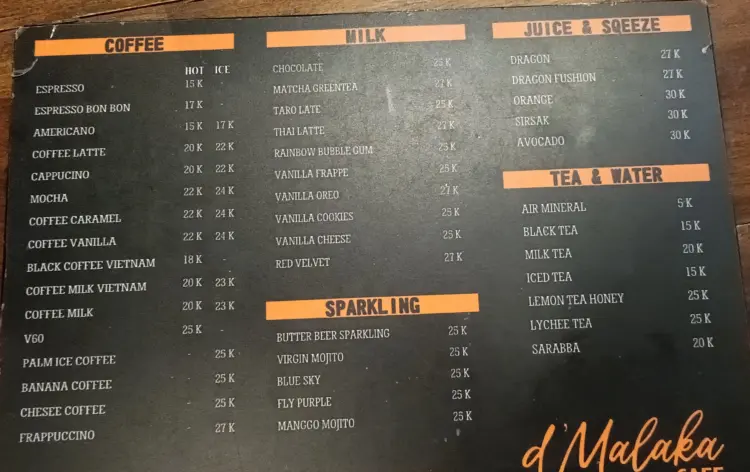 COFFEE
HOT ICE
ESPRESSO 15 K -
ESPRESSO BON BON 17 K -
AMERICANO 15 K 17 K
COFFEE LATTE 20 K 22 K
CAPPUCINO 20 K 22 K
MOCHA 22 K 24 K
COFFEE CARAMEL 22 K 24 K
COFFEE VANILLA 22 K 24 K
BLACK COFFEE VIETNAM 18 K -
COFFEE MILK VIETNAM 20 K 23 K
COFFEE MILK 20 K 23 K
V60 25 K -
PALM ICE COFFEE - 25 K
BANANA COFFEE - 25 K
CHESEE COFFEE - 25 K
FRAPPUCCINO - 27 K
MILK
CHOCOLATE 25 K
MATCHA GREENTEA 27 K
TARO LATE 25 K
THAI LATTE 27 K
RAINBOW BUBBLE GUM 25 K
VANILLA FRAPPE 25 K
VANILLA OREO 27 K
VANILLA COOKIES 25 K
VANILLA CHEESE 25 K
RED VELVET 27 K
SPARKLING
BUTTER BEER SPARKLING 25 K
VIRGIN MOJITO 25 K
BLUE SKY 25 K
FLY PURPLE 25 K
MANGGO MOJITO 25 K
JUICE & SQEEZE
DRAGON 27 K
DRAGON FUSHION 27 K
ORANGE 30 K
SIRSAK 30 K
AVOCADO 30 K
TEA & WATER
AIR MINERAL 5 K
BLACK TEA 15 K
MILK TEA 20 K
ICED TEA 15 K
LEMON TEA HONEY 25 K
LYCHEE TEA 25 K
SARABBA 20 K
d'Malaka
CAFE